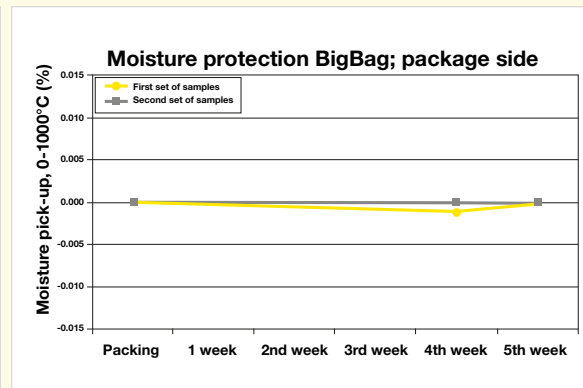 Moisture protection BigBag; package side
Moisture pick-up, 0-1000°C (%)
0.015
0.010
0.005
0.000
-0.005
-0.010
-0.015
First set of samples
Second set of samples
Packing 1 week 2nd week 3rd week 4th week 5th week